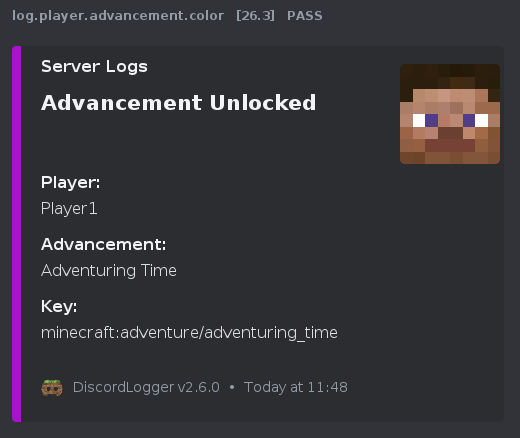 log.player.advancement.color [26.3] PASS
Server Logs
Advancement Unlocked
Player:
Player1
Advancement:
Adventuring Time
Key:
minecraft:adventure/adventuring_time
DiscordLogger v2.6.0 • Today at 11:48